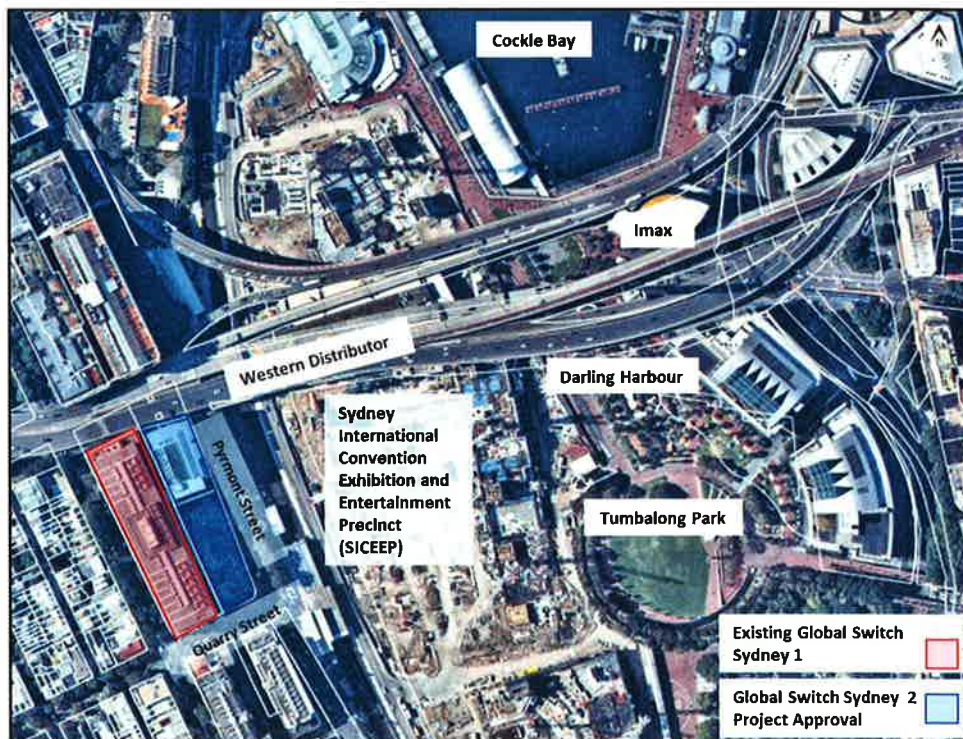 Cockle Bay
N
Imax
Western Distributor
Darling Harbour
Sydney
International
Convention
Exhibition and
Entertainment
Precinct
(SICEEP)
Pyrmont Street
Tumbalong Park
Quarry Street
Existing Global Switch
Sydney 1
Global Switch Sydney 2
Project Approval